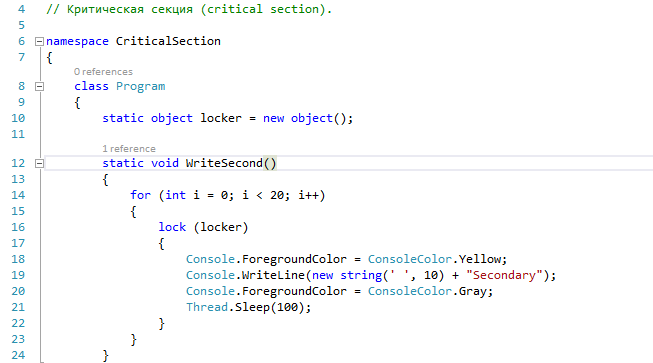 4 // Критическая секция (critical section).
5
6 namespace CriticalSection
7 {
0 references
8 class Program
9 {
10 static object locker = new object();
11
1 reference
12 static void WriteSecond()
13 {
14 for (int i = 0; i < 20; i++)
15 {
16 lock (locker)
17 {
18 Console.ForegroundColor = ConsoleColor.Yellow;
19 Console.WriteLine(new string(' ', 10) + "Secondary");
20 Console.ForegroundColor = ConsoleColor.Gray;
21 Thread.Sleep(100);
22 }
23 }
24 }